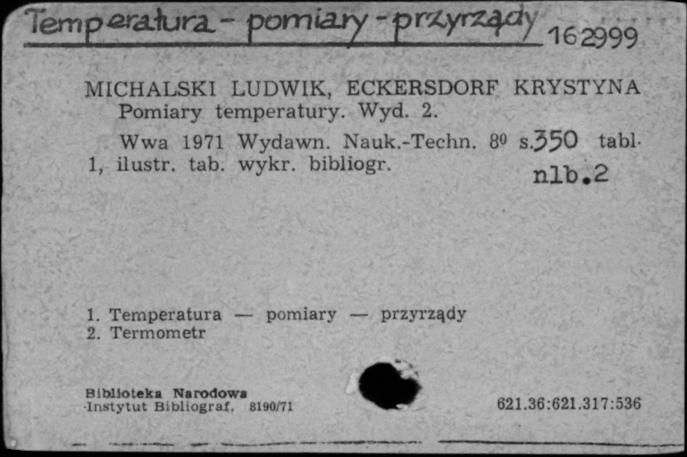 Temperatura - pomiary - przyrządy 162999
MICHALSKI LUDWIK, ECKERSDORF KRYSTYNA
Pomiary temperatury. Wyd. 2.
Wwa 1971 Wydawn. Nauk.-Techn. 8⁰ s.350 tabl.
1, ilustr. tab. wykr. bibliogr. nlb.2
1. Temperatura — pomiary — przyrządy
2. Termometr
Biblioteka Narodowa
Instytut Bibliograf. 8190/71 621.36:621.317:536